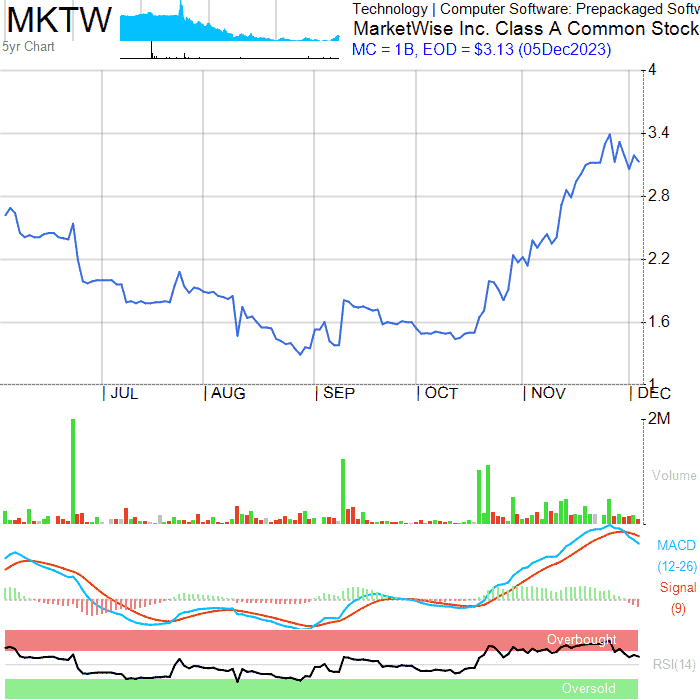 MKTW
5yr Chart
Technology | Computer Software: Prepackaged Softw
MarketWise Inc. Class A Common Stock
MC = 1B, EOD = $3.13 (05Dec2023)
4
3.4
2.8
2.2
1.6
1
| JUL | AUG | SEP | OCT | NOV | DEC
2M
Volume
MACD
(12-26)
Signal
(9)
Overbought
RSI(14)
Oversold